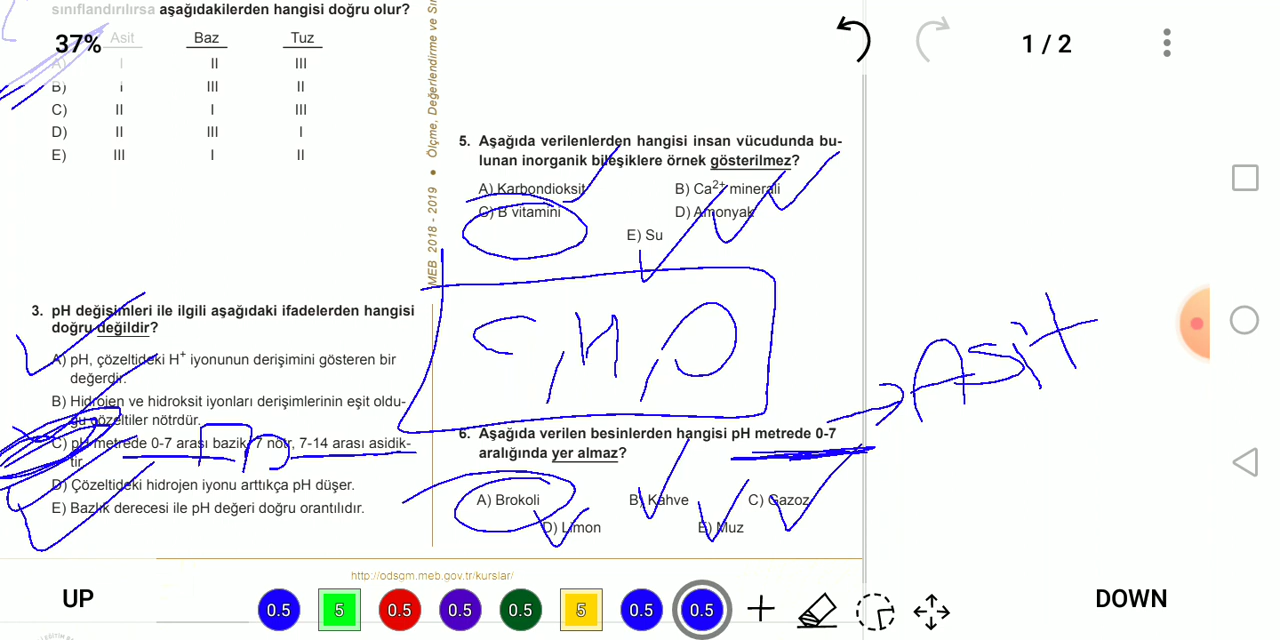 sınıflandırılırsa aşağıdakilerden hangisi doğru olur?
37% Asit Baz Tuz
A) I II III
B) I III II
C) II I III
D) II III I
E) III I II
3. pH değişimleri ile ilgili aşağıdaki ifadelerden hangisi
doğru değildir?
A) pH, çözeltideki H+ iyonunun derişimini gösteren bir
değerdir.
B) Hidrojen ve hidroksit iyonları derişimlerinin eşit oldu-
ğu çözeltiler nötrdür.
C) pH metrede 0-7 arası bazik, 7 nötr, 7-14 arası asidik-
tir.
D) Çözeltideki hidrojen iyonu arttıkça pH düşer.
E) Bazlık derecesi ile pH değeri doğru orantılıdır.
MEB 2018 - 2019 ● Ölçme, Değerlendirme ve Sı
1 / 2
5. Aşağıda verilenlerden hangisi insan vücudunda bu-
lunan inorganik bileşiklere örnek gösterilmez?
A) Karbondioksit B) Ca2+ minerali
C) B vitamini D) Amonyak
E) Su
C, H, O
Asit
6. Aşağıda verilen besinlerden hangisi pH metrede 0-7
aralığında yer almaz?
A) Brokoli B) Kahve C) Gazoz
D) Limon E) Muz
http://odsgm.meb.gov.tr/kurslar/
UP 0.5 5 0.5 0.5 0.5 5 0.5 0.5 DOWN